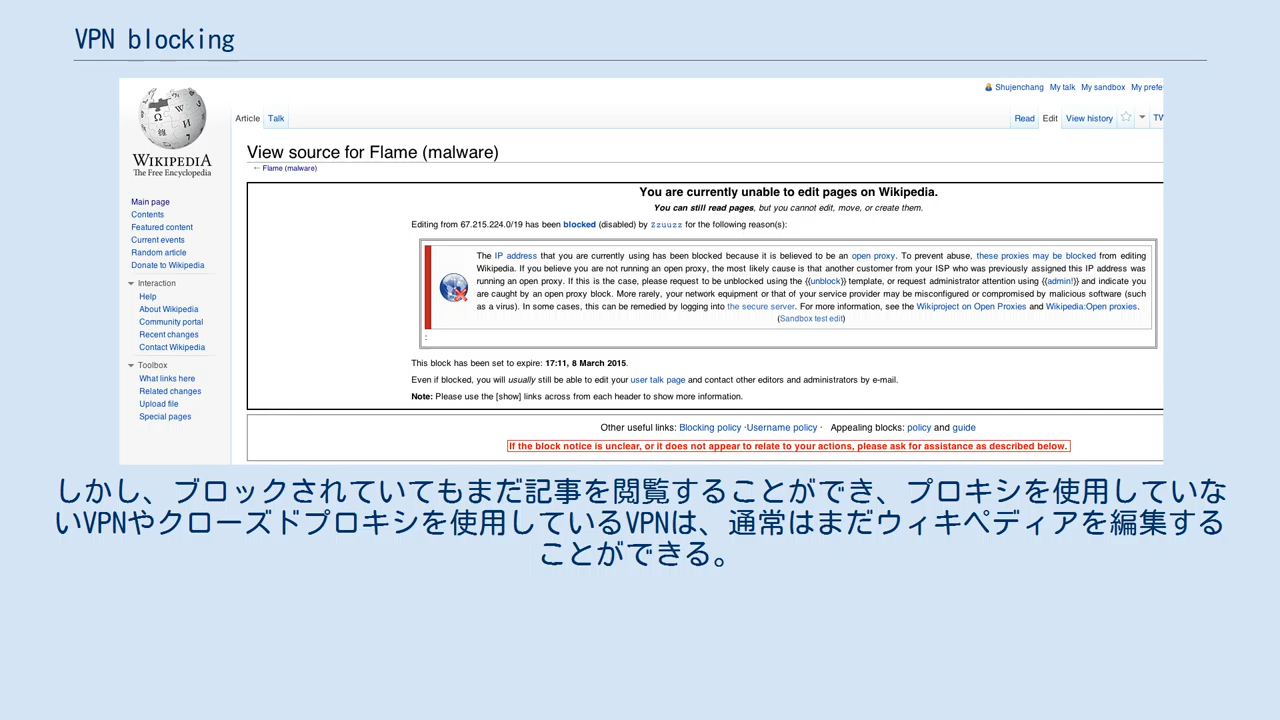 VPN blocking
Shujenchang My talk My sandbox My prefe
Article Talk
Read Edit View history TW
WIKIPEDIA
The Free Encyclopedia
View source for Flame (malware)
← Flame (malware)
Main page
Contents
Featured content
Current events
Random article
Donate to Wikipedia
Interaction
Help
About Wikipedia
Community portal
Recent changes
Contact Wikipedia
Toolbox
What links here
Related changes
Upload file
Special pages
You are currently unable to edit pages on Wikipedia.
You can still read pages, but you cannot edit, move, or create them.
Editing from 67.215.224.0/19 has been blocked (disabled) by Zzuuzz for the following reason(s):
The IP address that you are currently using has been blocked because it is believed to be an open proxy. To prevent abuse, these proxies may be blocked from editing
Wikipedia. If you believe you are not running an open proxy, the most likely cause is that another customer from your ISP who was previously assigned this IP address was
running an open proxy. If this is the case, please request to be unblocked using the {{unblock}} template, or request administrator attention using {{admin!}} and indicate you
are caught by an open proxy block. More rarely, your network equipment or that of your service provider may be misconfigured or compromised by malicious software (such
as a virus). In some cases, this can be remedied by logging into the secure server. For more information, see the Wikiproject on Open Proxies and Wikipedia:Open proxies.
(Sandbox test edit)
:
This block has been set to expire: 17:11, 8 March 2015.
Even if blocked, you will usually still be able to edit your user talk page and contact other editors and administrators by e-mail.
Note: Please use the [show] links across from each header to show more information.
Other useful links: Blocking policy · Username policy · Appealing blocks: policy and guide
If the block notice is unclear, or it does not appear to relate to your actions, please ask for assistance as described below.
しかし、ブロックされていてもまだ記事を閲覧することができ、プロキシを使用していな
いVPNやクローズドプロキシを使用しているVPNは、通常はまだウィキペディアを編集する
ことができる。